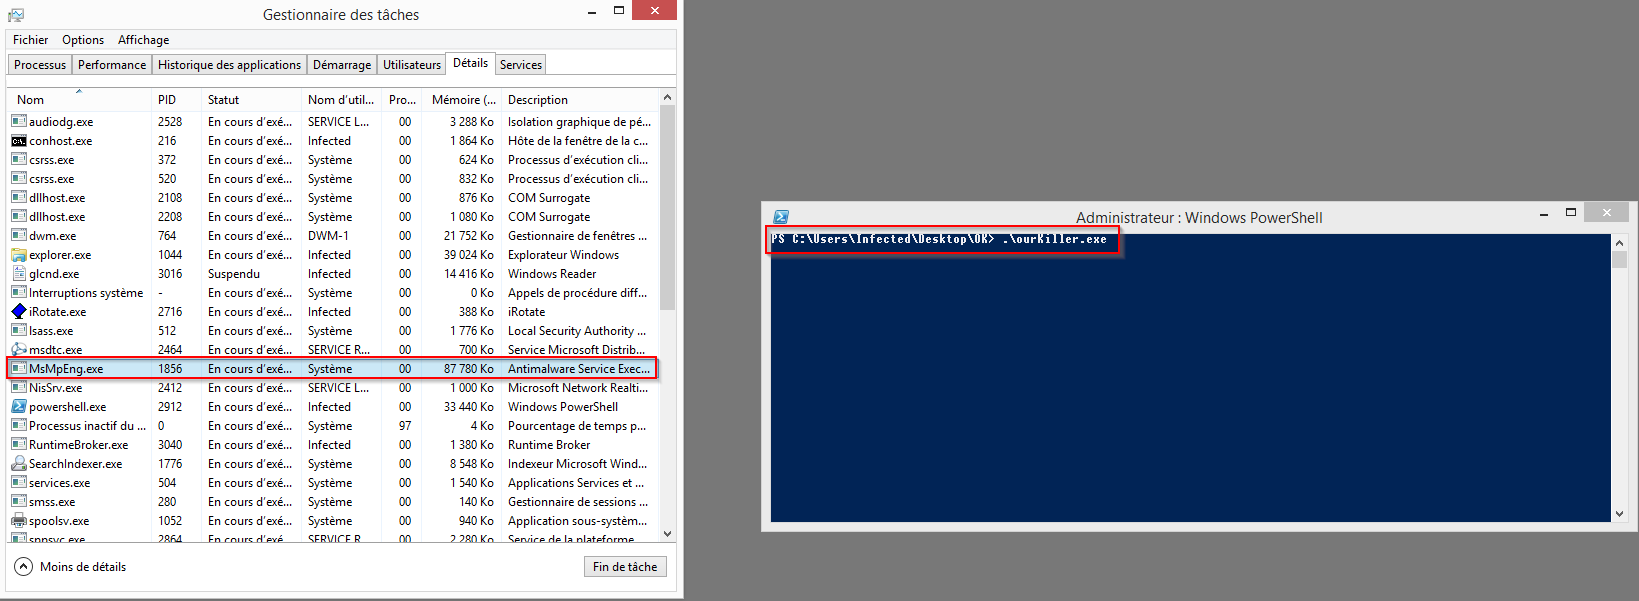 Gestionnaire des tâches
Fichier Options Affichage
Processus Performance Historique des applications Démarrage Utilisateurs Détails Services
Nom PID Statut Nom d'util... Pro... Mémoire (... Description
audiodg.exe 2528 En cours d'exé... SERVICE L... 00 3 288 Ko Isolation graphique de pé...
conhost.exe 216 En cours d'exé... Infected 00 1 864 Ko Hôte de la fenêtre de la c...
csrss.exe 372 En cours d'exé... Système 00 624 Ko Processus d'exécution cli...
csrss.exe 520 En cours d'exé... Système 00 832 Ko Processus d'exécution cli...
dllhost.exe 2108 En cours d'exé... Système 00 876 Ko COM Surrogate
dllhost.exe 2208 En cours d'exé... Système 00 1 080 Ko COM Surrogate
dwm.exe 764 En cours d'exé... DWM-1 00 21 752 Ko Gestionnaire de fenêtres ...
explorer.exe 1044 En cours d'exé... Infected 00 39 024 Ko Explorateur Windows
glcnd.exe 3016 Suspendu Infected 00 14 416 Ko Windows Reader
Interruptions système - En cours d'exé... Système 00 0 Ko Appels de procédure diff...
iRotate.exe 2716 En cours d'exé... Infected 00 388 Ko iRotate
lsass.exe 512 En cours d'exé... Système 00 1 776 Ko Local Security Authority ...
msdtc.exe 2464 En cours d'exé... SERVICE R... 00 700 Ko Service Microsoft Distrib...
MsMpEng.exe 1856 En cours d'exé... Système 00 87 780 Ko Antimalware Service Exec...
NisSrv.exe 2412 En cours d'exé... SERVICE L... 00 1 000 Ko Microsoft Network Realti...
powershell.exe 2912 En cours d'exé... Infected 00 33 440 Ko Windows PowerShell
Processus inactif du ... 0 En cours d'exé... Système 97 4 Ko Pourcentage de temps p...
RuntimeBroker.exe 3040 En cours d'exé... Infected 00 1 380 Ko Runtime Broker
SearchIndexer.exe 1776 En cours d'exé... Système 00 8 548 Ko Indexeur Microsoft Wind...
services.exe 504 En cours d'exé... Système 00 1 540 Ko Applications Services et ...
smss.exe 280 En cours d'exé... Système 00 140 Ko Gestionnaire de sessions ...
spoolsv.exe 1052 En cours d'exé... Système 00 940 Ko Application sous-systèm...
sppsvc.exe 2864 En cours d'exé... SERVICE R... 00 2 280 Ko Service de la plateforme
Moins de détails Fin de tâche
Administrateur : Windows PowerShell
PS C:\Users\Infected\Desktop\OK> .\ourKiller.exe